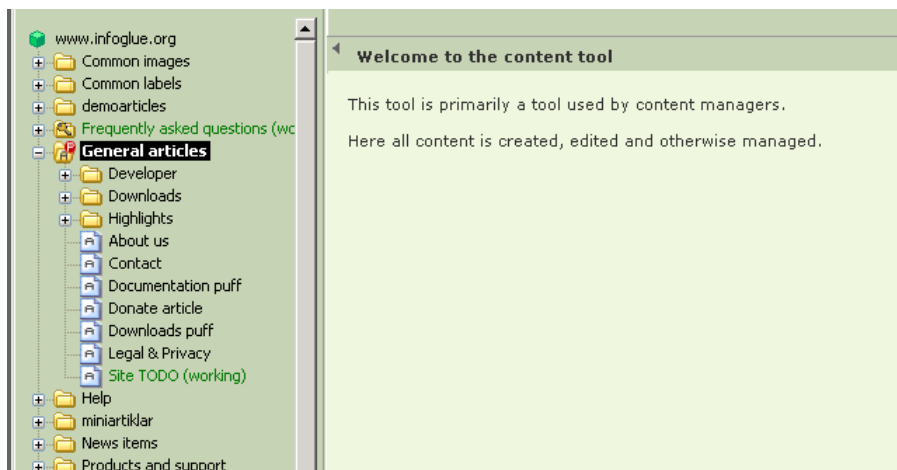 www.infoglue.org
Common images
Common labels
demoarticles
Frequently asked questions (wo
General articles
Developer
Downloads
Highlights
About us
Contact
Documentation puff
Donate article
Downloads puff
Legal & Privacy
Site TODO (working)
Help
miniartiklar
News items
Products and support
Welcome to the content tool
This tool is primarily a tool used by content managers.
Here all content is created, edited and otherwise managed.